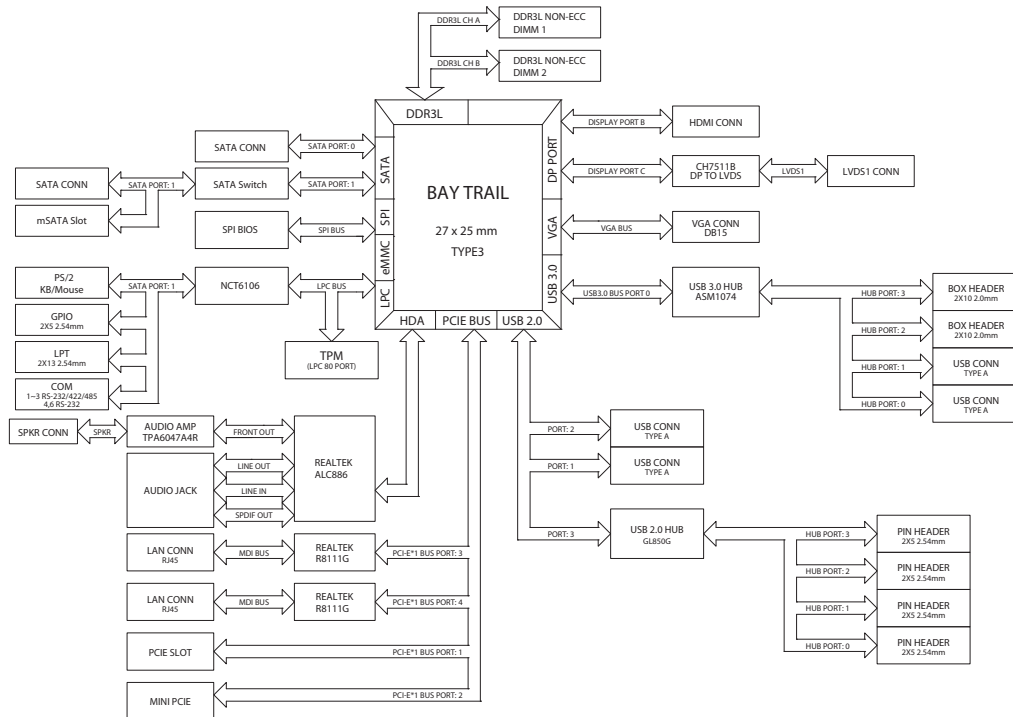 DDR3L CH A
DDR3L NON-ECC
DIMM 1
DDR3L CH B
DDR3L NON-ECC
DIMM 2
DDR3L
SATA
SPI
eMMC
LPC
BAY TRAIL
27 x 25 mm
TYPE3
DP PORT
VGA
USB 3.0
HDA
PCIE BUS
USB 2.0
SATA CONN
SATA PORT: 0
SATA CONN
SATA PORT: 1
SATA Switch
SATA PORT: 1
mSATA Slot
SPI BIOS
SPI BUS
PS/2
KB/Mouse
SATA PORT: 1
NCT6106
LPC BUS
GPIO
2X5 2.54mm
LPT
2X13 2.54mm
COM
1~3 RS-232/422/485
4,6 RS-232
TPM
(LPC 80 PORT)
DISPLAY PORT B
HDMI CONN
DISPLAY PORT C
CH7511B
DP TO LVDS
LVDS1
LVDS1 CONN
VGA BUS
VGA CONN
DB15
USB3.0 BUS PORT 0
USB 3.0 HUB
ASM1074
HUB PORT: 3
BOX HEADER
2X10 2.0mm
HUB PORT: 2
BOX HEADER
2X10 2.0mm
HUB PORT: 1
USB CONN
TYPE A
HUB PORT: 0
USB CONN
TYPE A
SPKR CONN
SPKR
AUDIO AMP
TPA6047A4R
FRONT OUT
REALTEK
ALC886
AUDIO JACK
LINE OUT
LINE IN
SPDIF OUT
LAN CONN
RJ45
MDI BUS
REALTEK
R8111G
PCI-E*1 BUS PORT: 3
LAN CONN
RJ45
MDI BUS
REALTEK
R8111G
PCI-E*1 BUS PORT: 4
PCIE SLOT
PCI-E*1 BUS PORT: 1
MINI PCIE
PCI-E*1 BUS PORT: 2
PORT: 2
USB CONN
TYPE A
PORT: 1
USB CONN
TYPE A
PORT: 3
USB 2.0 HUB
GL850G
HUB PORT: 3
PIN HEADER
2X5 2.54mm
HUB PORT: 2
PIN HEADER
2X5 2.54mm
HUB PORT: 1
PIN HEADER
2X5 2.54mm
HUB PORT: 0
PIN HEADER
2X5 2.54mm